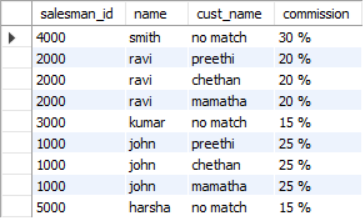 salesman_id name cust_name commission
4000 smith no match 30 %
2000 ravi preethi 20 %
2000 ravi chethan 20 %
2000 ravi mamatha 20 %
3000 kumar no match 15 %
1000 john preethi 25 %
1000 john chethan 25 %
1000 john mamatha 25 %
5000 harsha no match 15 %